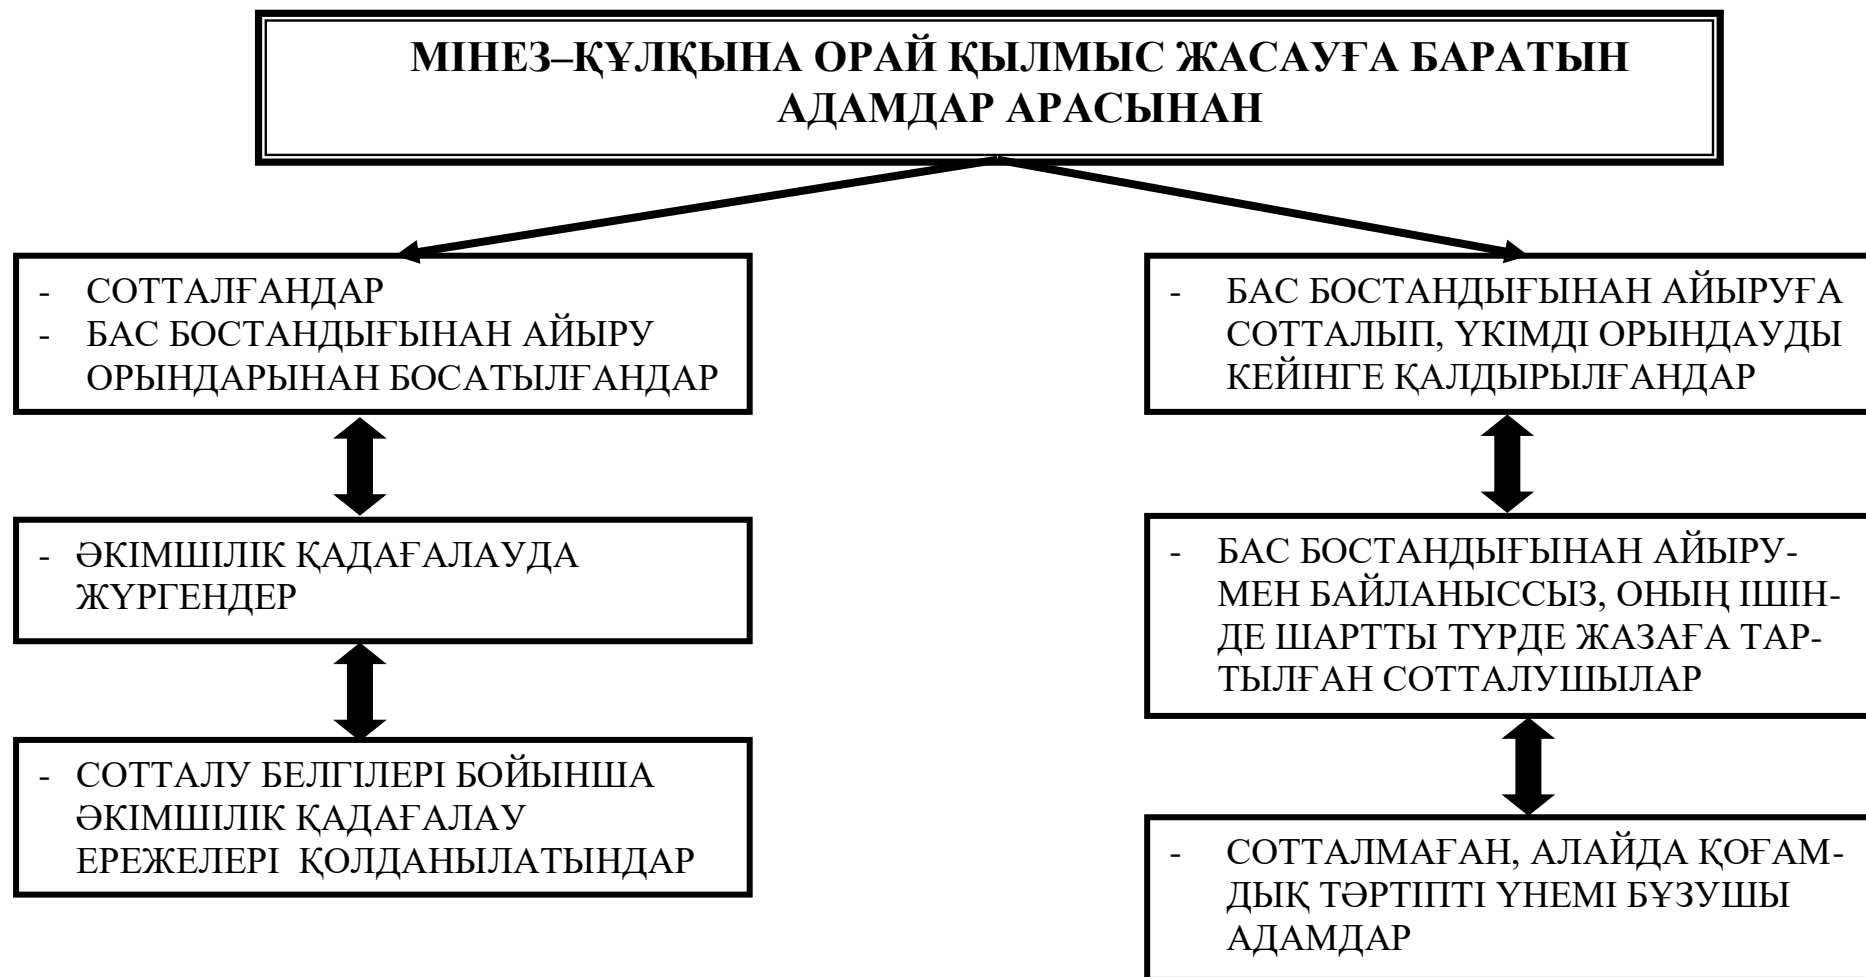 МІНЕЗ–ҚҰЛҚЫНА ОРАЙ ҚЫЛМЫС ЖАСАУҒА БАРАТЫН
АДАМДАР АРАСЫНАН
- СОТТАЛҒАНДАР
- БАС БОСТАНДЫҒЫНАН АЙЫРУ
ОРЫНДАРЫНАН БОСАТЫЛҒАНДАР
- ӘКІМШІЛІК ҚАДАҒАЛАУДА
ЖҮРГЕНДЕР
- СОТТАЛУ БЕЛГІЛЕРІ БОЙЫНША
ӘКІМШІЛІК ҚАДАҒАЛАУ
ЕРЕЖЕЛЕРІ ҚОЛДАНЫЛАТЫНДАР
- БАС БОСТАНДЫҒЫНАН АЙЫРУҒА
СОТТАЛЫП, ҮКІМДІ ОРЫНДАУДЫ
КЕЙІНГЕ ҚАЛДЫРЫЛҒАНДАР
- БАС БОСТАНДЫҒЫНАН АЙЫРУ-
МЕН БАЙЛАНЫССЫЗ, ОНЫҢ ІШІН-
ДЕ ШАРТТЫ ТҮРДЕ ЖАЗАҒА ТАР-
ТЫЛҒАН СОТТАЛУШЫЛАР
- СОТТАЛМАҒАН, АЛАЙДА ҚОҒАМ-
ДЫҚ ТӘРТІПТІ ҮНЕМІ БҰЗУШЫ
АДАМДАР